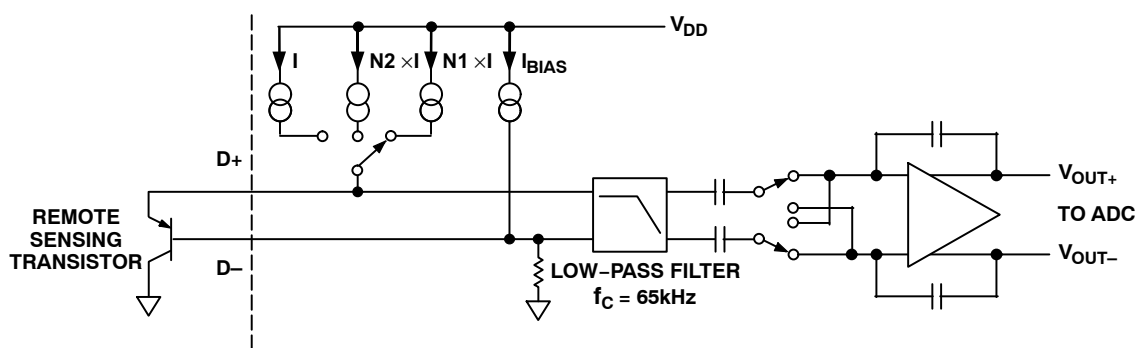 V_DD
I
N2 ×I
N1 ×I
I_BIAS
D+
REMOTE
SENSING
TRANSISTOR
D−
LOW−PASS FILTER
f_C = 65kHz
V_OUT+
TO ADC
V_OUT−